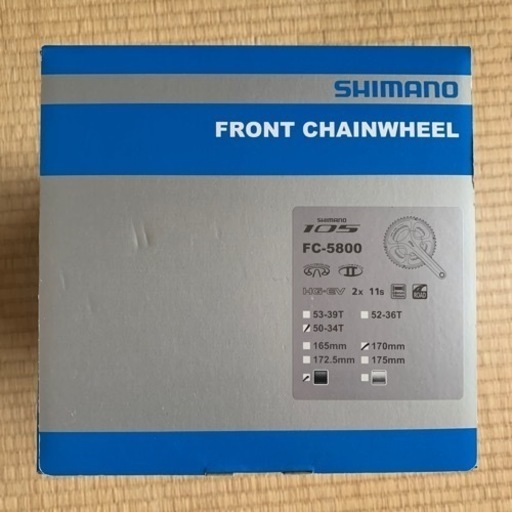 SHIMANO
FRONT CHAINWHEEL
SHIMANO
105
FC-5800
HG-EV 2x 11s ROAD
53-39T 52-36T
50-34T
165mm 170mm
172.5mm 175mm